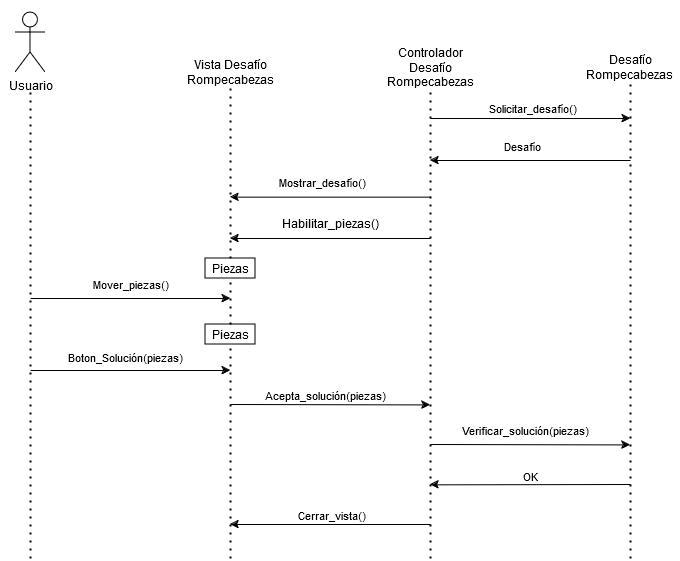 Usuario
Vista Desafío
Rompecabezas
Controlador
Desafío
Rompecabezas
Desafío
Rompecabezas
Solicitar_desafío()
Desafío
Mostrar_desafío()
Habilitar_piezas()
Piezas
Mover_piezas()
Piezas
Boton_Solución(piezas)
Acepta_solución(piezas)
Verificar_solución(piezas)
OK
Cerrar_vista()